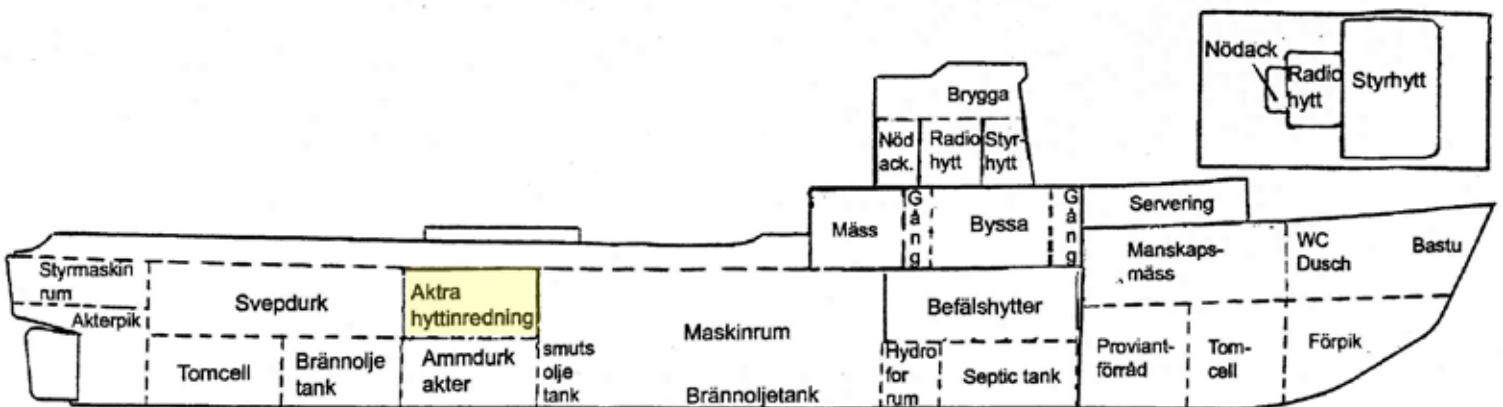 Nödack
Radio
hytt
Styrhytt
Brygga
Nöd
ack.
Radio
hytt
Styr-
hytt
Mäss
Gång
Byssa
Gång
Servering
Styrmaskin
rum
Akterpik
Svepdurk
Aktra
hyttinredning
Maskinrum
Befälshytter
Manskaps-
mäss
WC
Dusch
Bastu
Tomcell
Brännolje
tank
Ammdurk
akter
smuts
olje
tank
Brännoljetank
Hydro
for
rum
Septic tank
Proviant-
förråd
Tom-
cell
Förpik